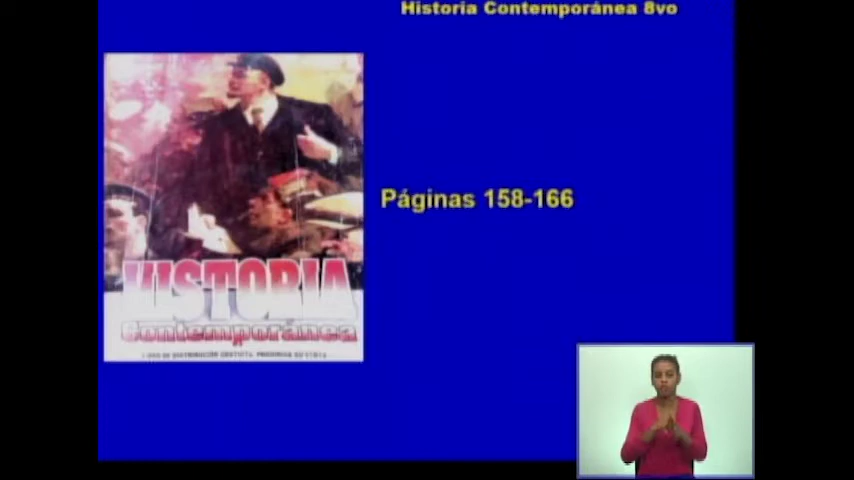 Historia Contemporánea 8vo
Páginas 158-166
HISTORIA
Contemporánea